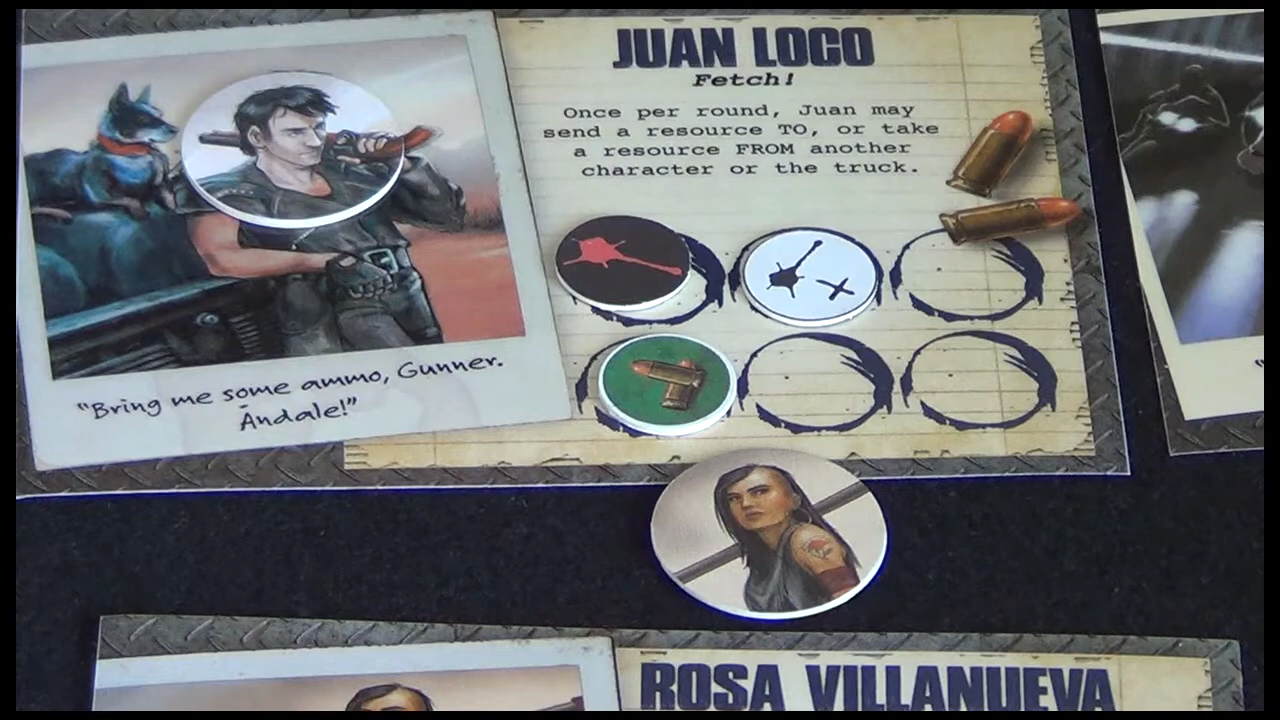 JUAN LOCO
Fetch!
Once per round, Juan may
send a resource TO, or take
a resource FROM another
character or the truck.
"Bring me some ammo, Gunner.
Ándale!"
ROSA VILLANUEVA